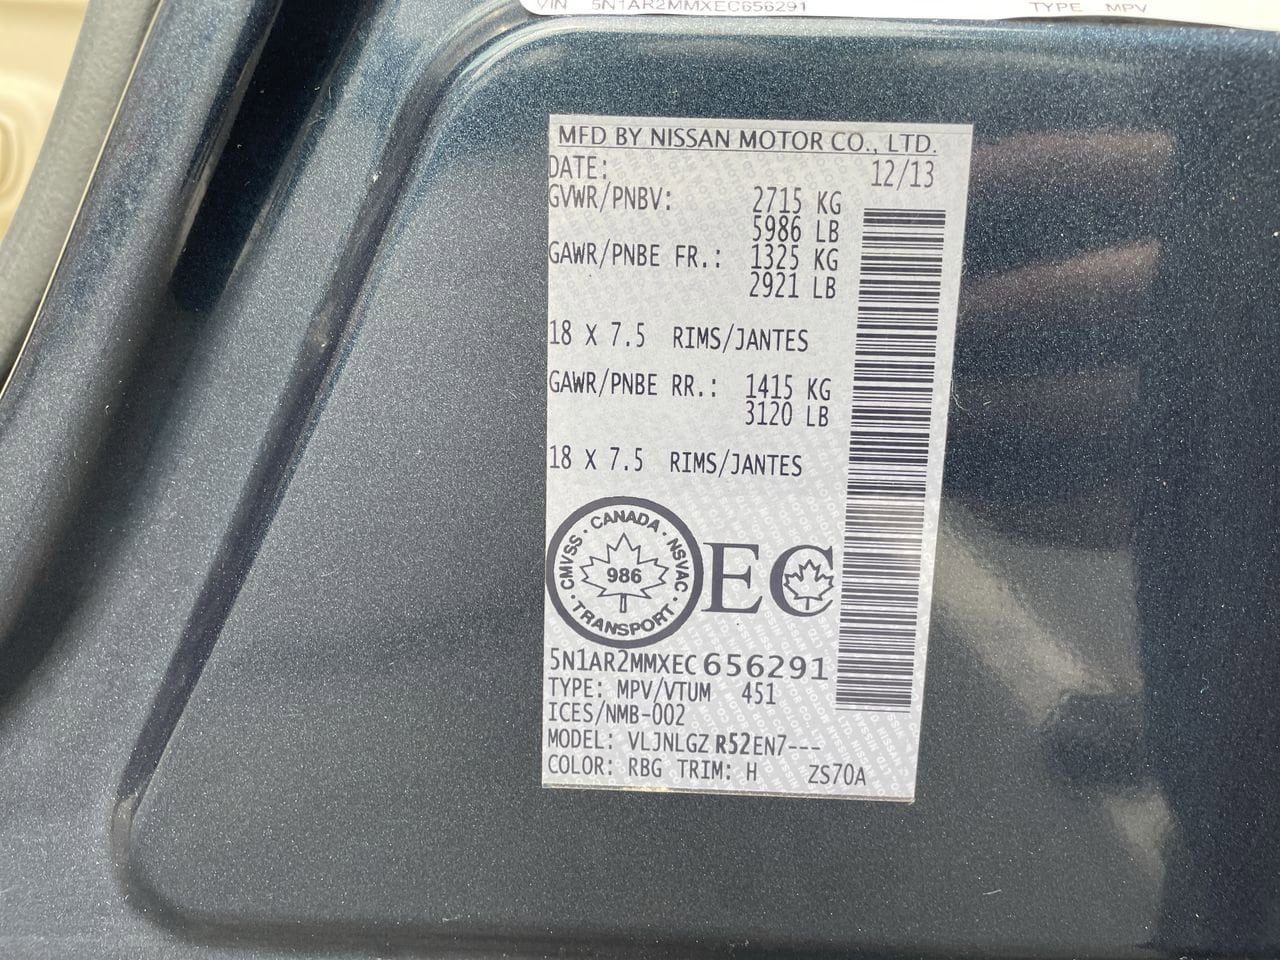 VIN 5N1AR2MMXEC656291 TYPE MPV
MFD BY NISSAN MOTOR CO., LTD.
DATE: 12/13
GVWR/PNBV: 2715 KG
5986 LB
GAWR/PNBE FR.: 1325 KG
2921 LB
18 X 7.5 RIMS/JANTES
GAWR/PNBE RR.: 1415 KG
3120 LB
18 X 7.5 RIMS/JANTES
CMVSS · CANADA · NSVAC · TRANSPORT ·
986
EC
5N1AR2MMXEC656291
TYPE: MPV/VTUM 451
ICES/NMB-002
MODEL: VLJNLGZ R52EN7---
COLOR: RBG TRIM: H ZS70A